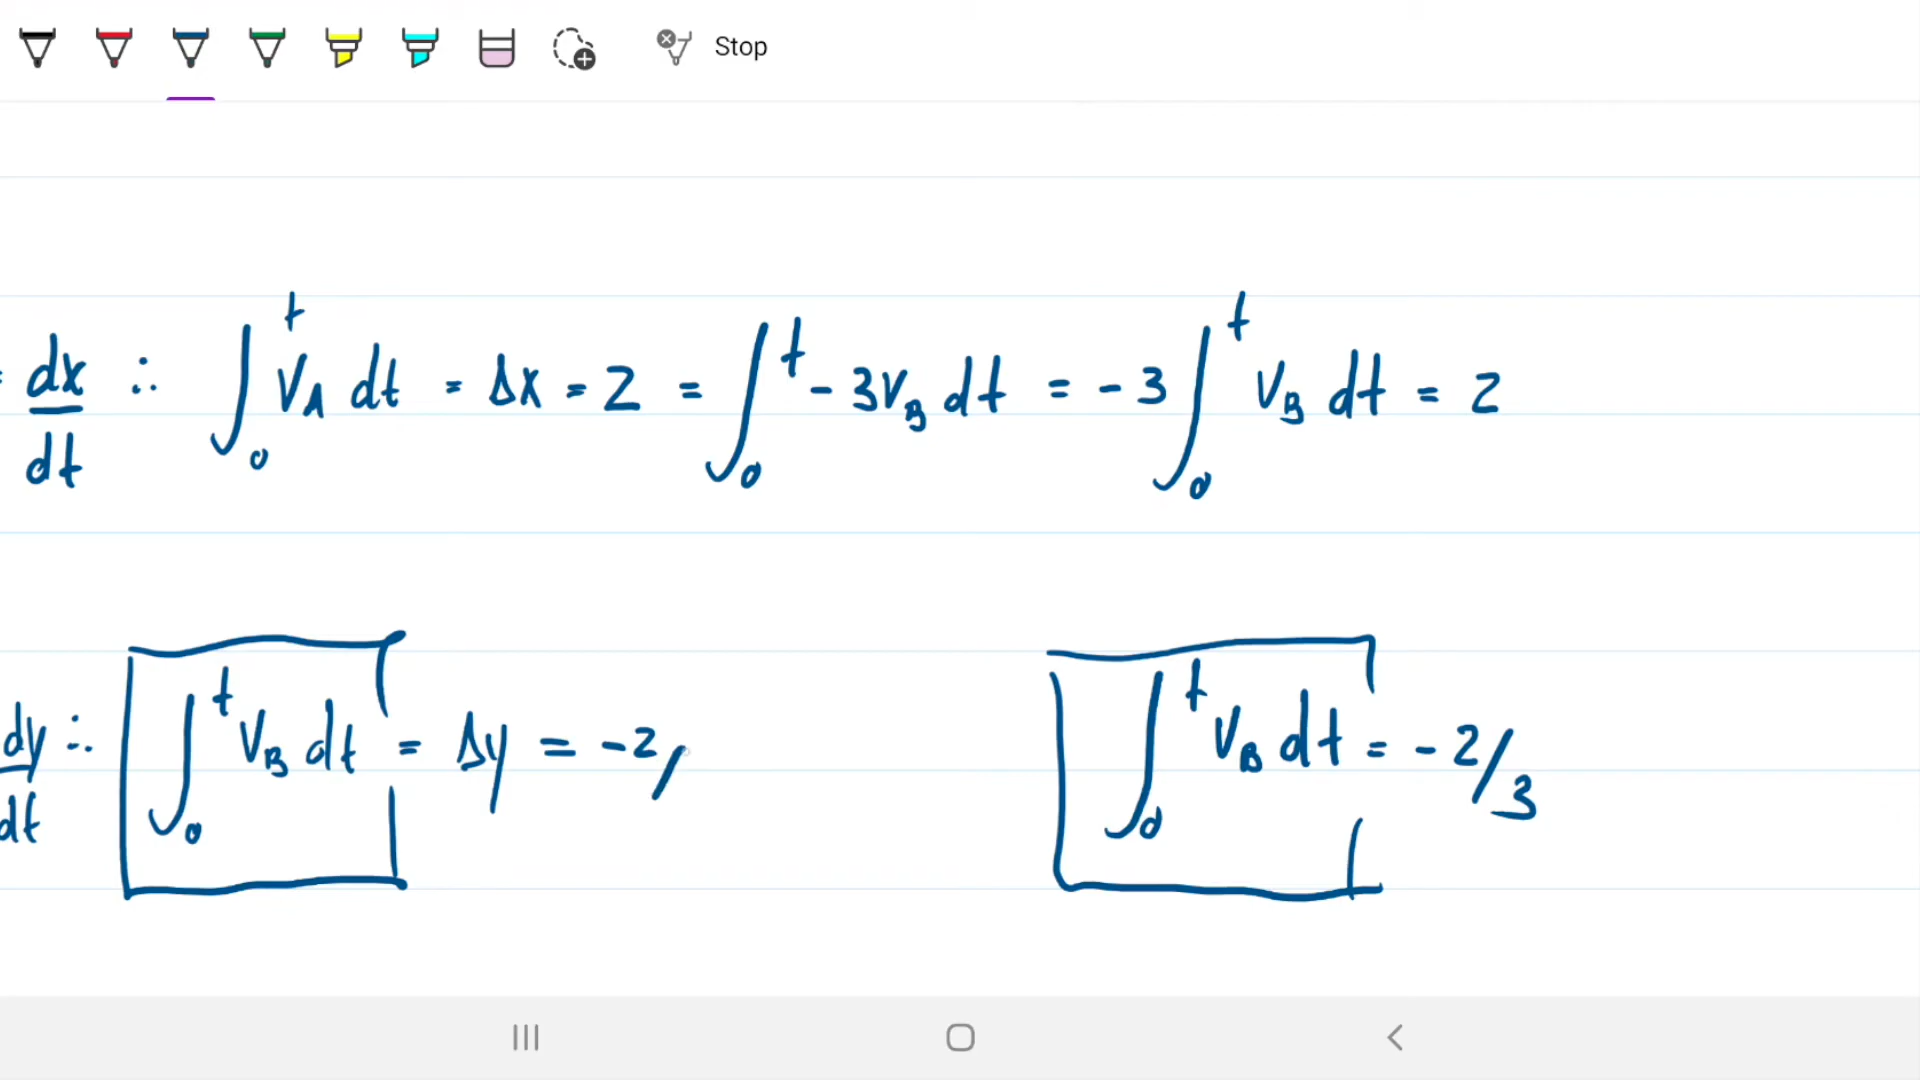 Stop
= dx/dt ∴ ∫₀ᵗ V_A dt = Δx = 2 = ∫₀ᵗ - 3V_B dt = -3 ∫₀ᵗ V_B dt = 2
dy/dt ∴ ∫₀ᵗ V_B dt = Δy = -2/
∫₀ᵗ V_B dt = -2/3